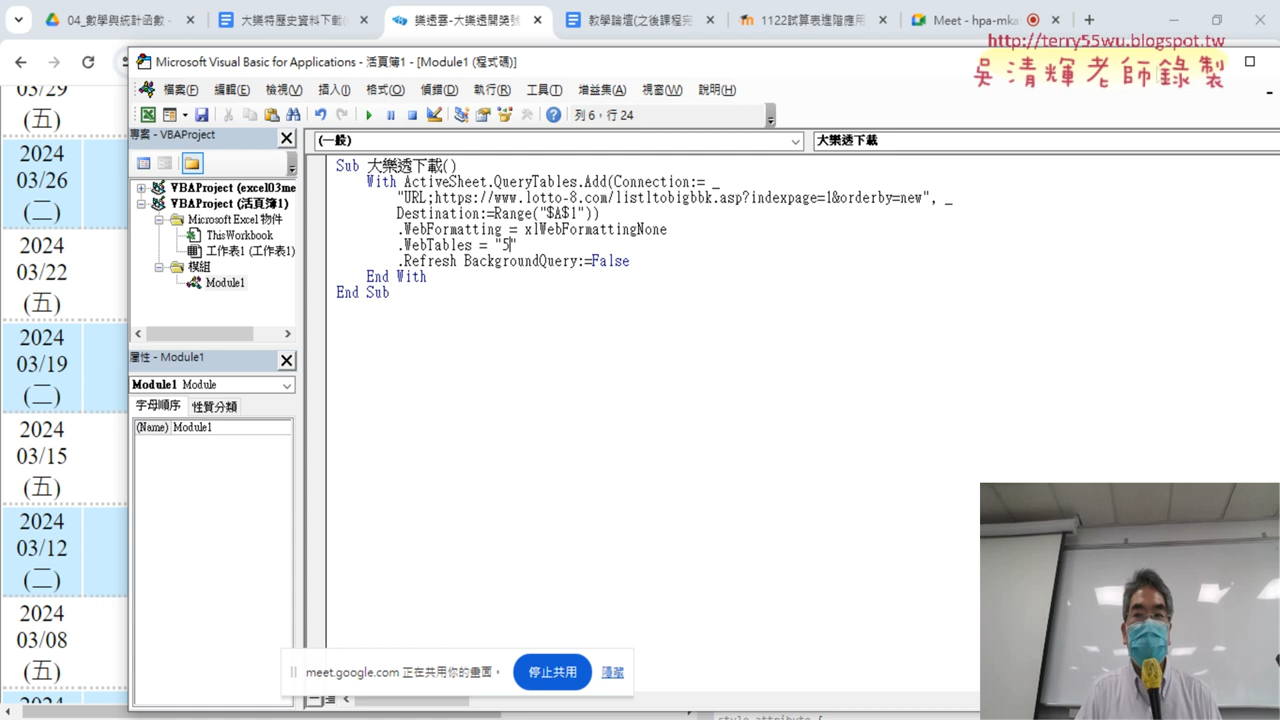 04_數學與統計函數 -
大樂將歷史資料下載(
樂透雲-大樂透開獎號
教學論壇(之後課程完
1122試算表進階應用
Meet - hpa-mka
http://terry55wu.blogspot.tw
吳清輝老師錄製
Microsoft Visual Basic for Applications - 活頁簿1 - [Module1 (程式碼)]
檔案(F) 編輯(E) 檢視(V) 插入(I) 格式(O) 偵錯(D) 執行(R) 工具(T) 增益集(A) 視窗(W) 說明(H)
列 6，行 24
專案 - VBAProject
(一般)
大樂透下載
VBAProject (excel03me
VBAProject (活頁簿1)
Microsoft Excel 物件
ThisWorkbook
工作表1 (工作表1)
模組
Module1
屬性 - Module1
Module1 Module
字母順序 性質分類
(Name) Module1
Sub 大樂透下載()
With ActiveSheet.QueryTables.Add(Connection:= _
"URL;https://www.lotto-8.com/listltobigbbk.asp?indexpage=1&orderby=new", _
Destination:=Range("$A$1"))
.WebFormatting = xlWebFormattingNone
.WebTables = "5"
.Refresh BackgroundQuery:=False
End With
End Sub
03/29
(五)
2024
03/26
(二)
2024
03/22
(五)
2024
03/19
(二)
2024
03/15
(五)
2024
03/12
(二)
2024
03/08
(五)
2024
meet.google.com 正在共用你的畫面。
停止共用
隱藏
style attribute {